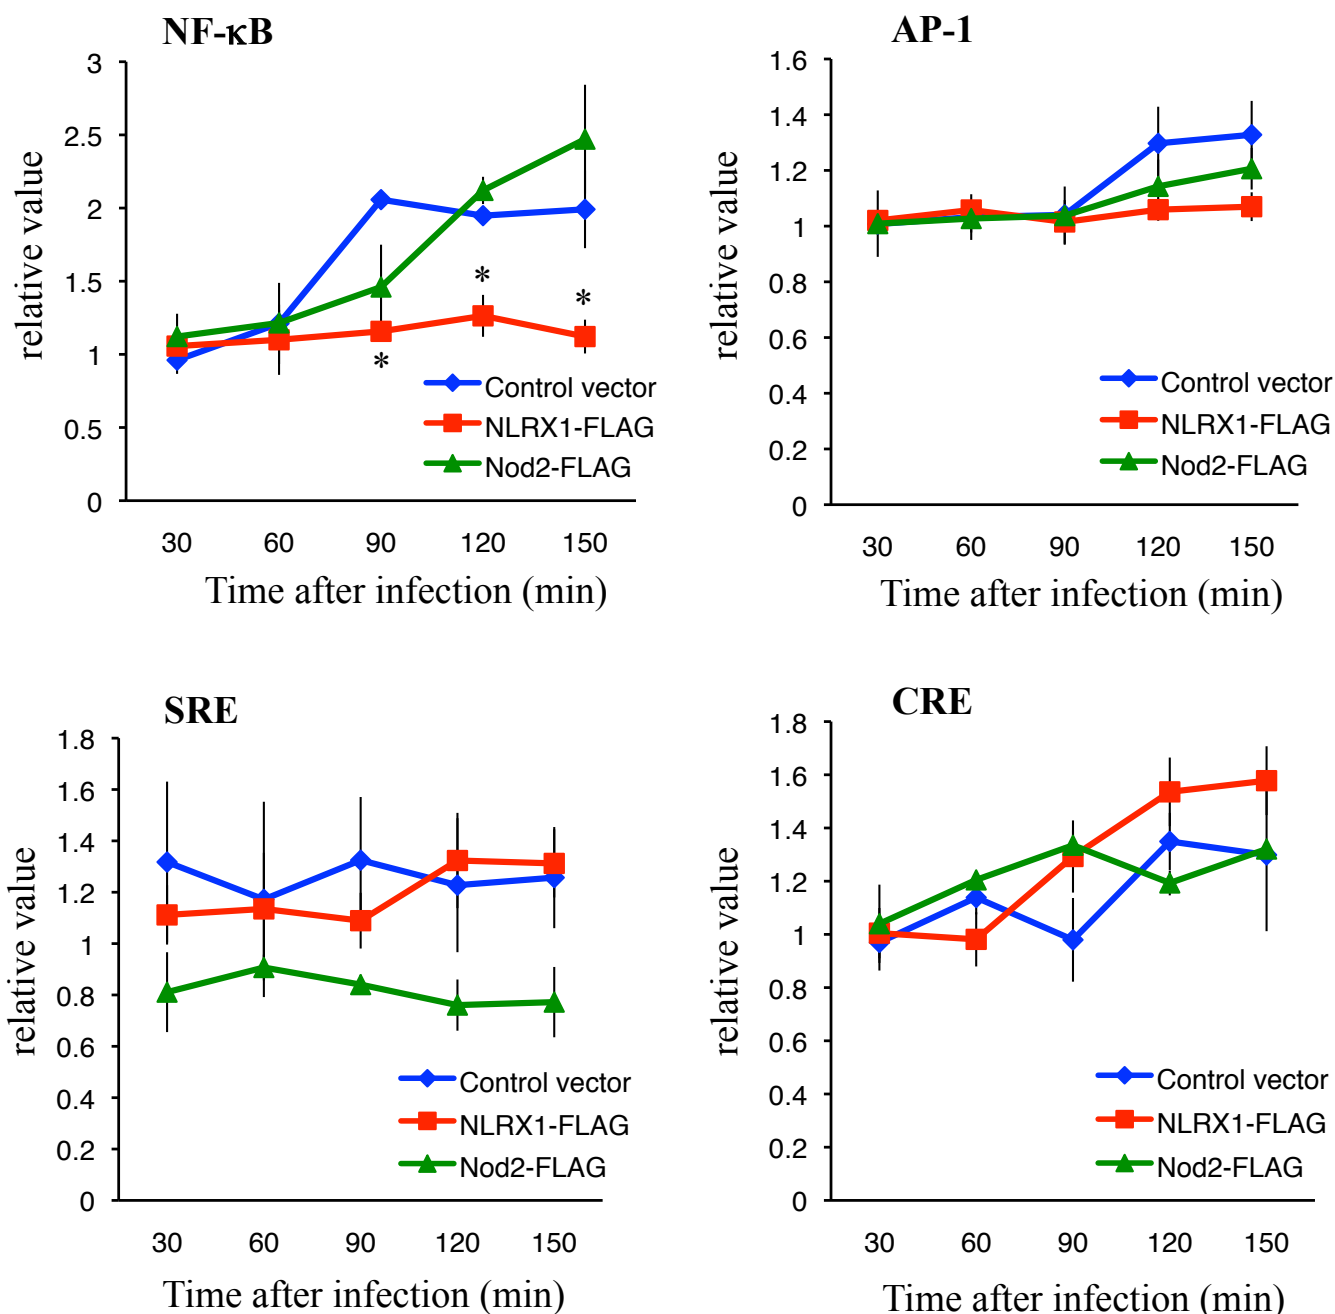 NF-κB
3
2.5
2
1.5
1
0.5
0
relative value
*
*
*
Control vector
NLRX1-FLAG
Nod2-FLAG
30 60 90 120 150
Time after infection (min)
AP-1
1.6
1.4
1.2
1
0.8
0.6
0.4
0.2
0
relative value
Control vector
NLRX1-FLAG
Nod2-FLAG
30 60 90 120 150
Time after infection (min)
SRE
1.8
1.6
1.4
1.2
1
0.8
0.6
0.4
0.2
0
relative value
Control vector
NLRX1-FLAG
Nod2-FLAG
30 60 90 120 150
Time after infection (min)
CRE
1.8
1.6
1.4
1.2
1
0.8
0.6
0.4
0.2
0
relative value
Control vector
NLRX1-FLAG
Nod2-FLAG
30 60 90 120 150
Time after infection (min)